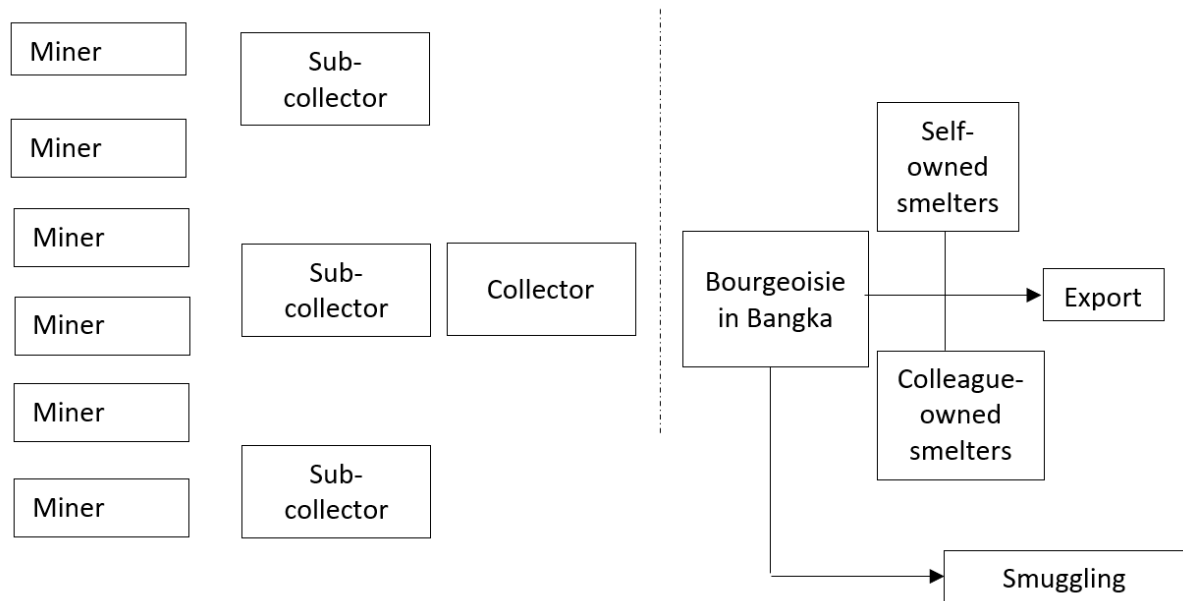 Miner
Miner
Miner
Miner
Miner
Miner
Sub-
collector
Sub-
collector
Sub-
collector
Collector
Bourgeoisie
in Bangka
Self-
owned
smelters
Colleague-
owned
smelters
Export
Smuggling